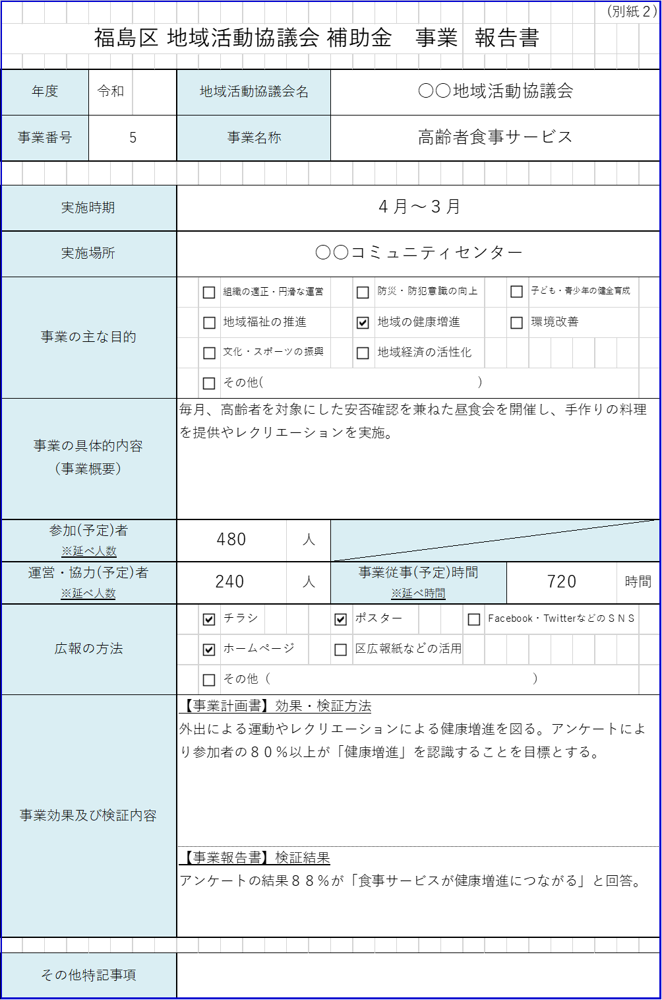 (別紙２)
福島区 地域活動協議会 補助金　事業　報告書
年度 令和 地域活動協議会名 〇〇地域活動協議会
事業番号 5 事業名称 高齢者食事サービス
実施時期 ４月～３月
実施場所 〇〇コミュニティセンター
事業の主な目的
☐ 組織の適正・円滑な運営 ☐ 防災・防犯意識の向上 ☐ 子ども・青少年の健全育成
☐ 地域福祉の推進 ☑ 地域の健康増進 ☐ 環境改善
☐ 文化・スポーツの振興 ☐ 地域経済の活性化
☐ その他( )
事業の具体的内容
（事業概要）
毎月、高齢者を対象にした安否確認を兼ねた昼食会を開催し、手作りの料理
を提供やレクリエーションを実施。
参加(予定)者
※延べ人数
480 人
運営・協力(予定)者
※延べ人数
240 人
事業従事(予定)時間
※延べ時間
720 時間
広報の方法
☑ チラシ ☑ ポスター ☐ Facebook・TwitterなどのＳＮＳ
☑ ホームページ ☐ 区広報紙などの活用
☐ その他（ ）
事業効果及び検証内容
【事業計画書】効果・検証方法
外出による運動やレクリエーションによる健康増進を図る。アンケートによ
り参加者の８０％以上が「健康増進」を認識することを目標とする。
【事業報告書】検証結果
アンケートの結果８８％が「食事サービスが健康増進につながる」と回答。
その他特記事項